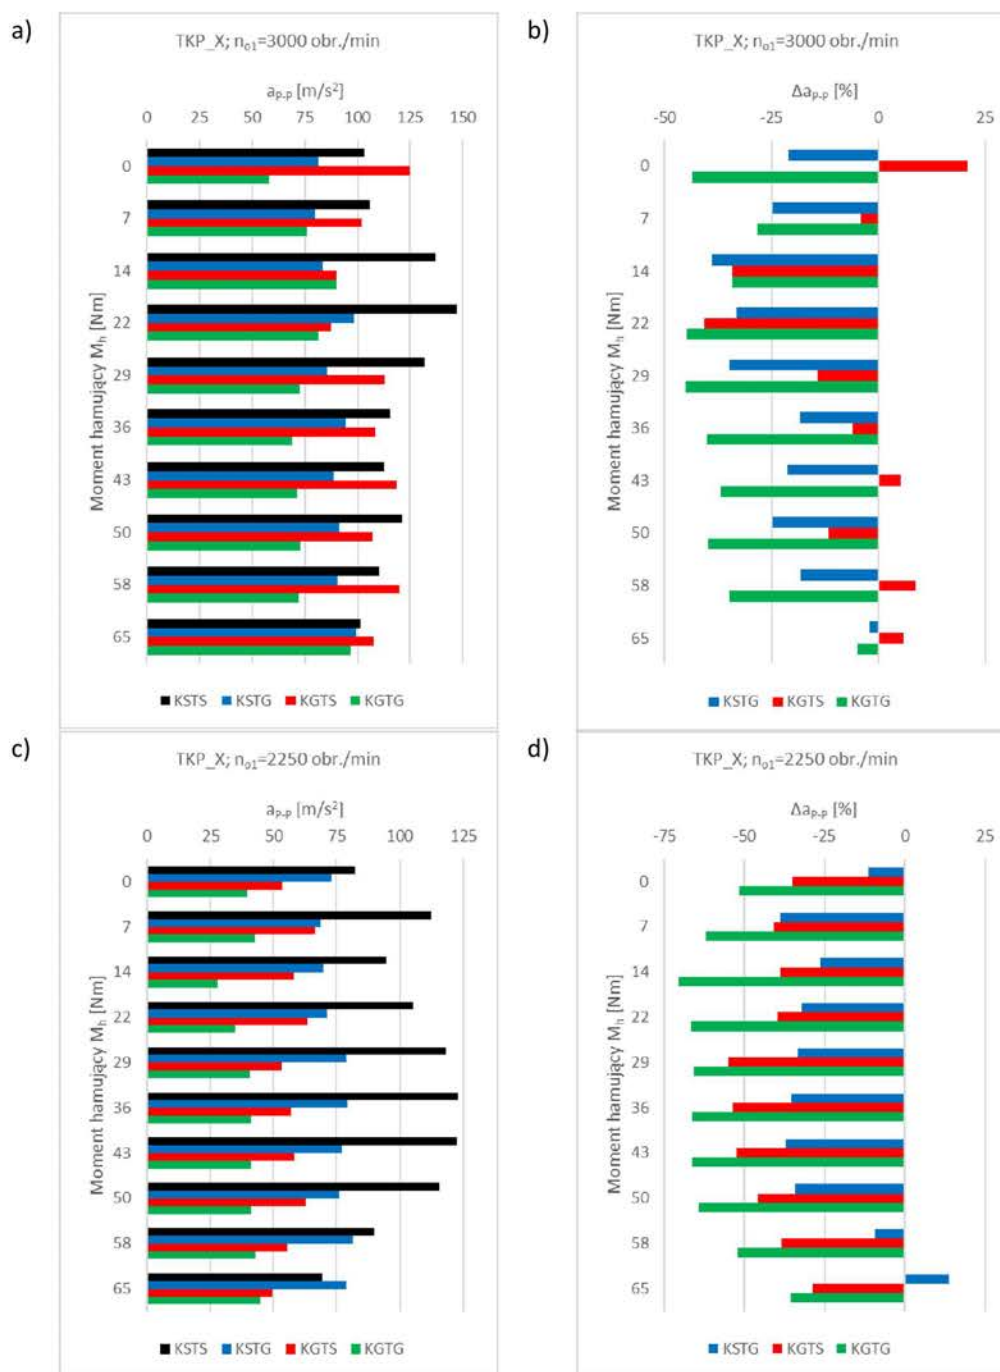 a)
TKP_X; nₒ₁=3000 obr./min
aₚ₋ₚ [m/s²]
0 25 50 75 100 125 150
Moment hamujący Mₕ [Nm]
0
7
14
22
29
36
43
50
58
65
KSTS KSTG KGTS KGTG
b)
TKP_X; nₒ₁=3000 obr./min
Δaₚ₋ₚ [%]
-50 -25 0 25
Moment hamujący Mₕ [Nm]
0
7
14
22
29
36
43
50
58
65
KSTG KGTS KGTG
c)
TKP_X; nₒ₁=2250 obr./min
aₚ₋ₚ [m/s²]
0 25 50 75 100 125
Moment hamujący Mₕ [Nm]
0
7
14
22
29
36
43
50
58
65
KSTS KSTG KGTS KGTG
d)
TKP_X; nₒ₁=2250 obr./min
Δaₚ₋ₚ [%]
-75 -50 -25 0 25
Moment hamujący Mₕ [Nm]
0
7
14
22
29
36
43
50
58
65
KSTG KGTS KGTG